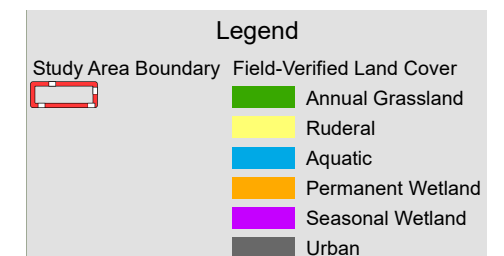 Legend
Study Area Boundary Field-Verified Land Cover
Annual Grassland
Ruderal
Aquatic
Permanent Wetland
Seasonal Wetland
Urban